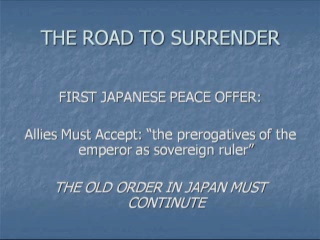 THE ROAD TO SURRENDER
FIRST JAPANESE PEACE OFFER:
Allies Must Accept: “the prerogatives of the
emperor as sovereign ruler”
THE OLD ORDER IN JAPAN MUST
CONTINUTE